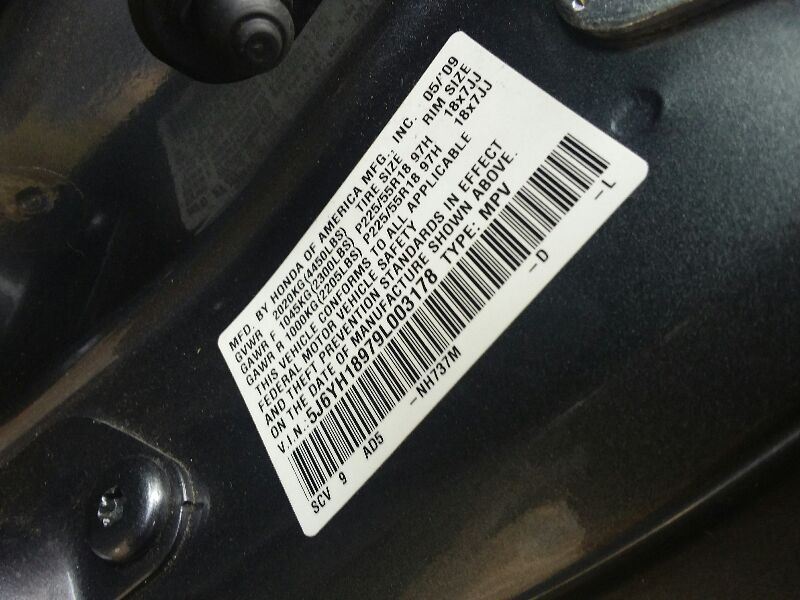 MFD. BY HONDA OF AMERICA MFG., INC. 05/'09
GVWR 2020KG(4450LBS) TIRE SIZE RIM SIZE
GAWR F 1045KG(2300LBS) P225/55R18 97H 18x7JJ
GAWR R 1000KG(2205LBS) P225/55R18 97H 18x7JJ
THIS VEHICLE CONFORMS TO ALL APPLICABLE
FEDERAL MOTOR VEHICLE SAFETY
AND THEFT PREVENTION STANDARDS IN EFFECT
ON THE DATE OF MANUFACTURE SHOWN ABOVE.
V.I.N.:5J6YH18979L003178 TYPE: MPV
SCV 9 AD5 -NH737M -D -L